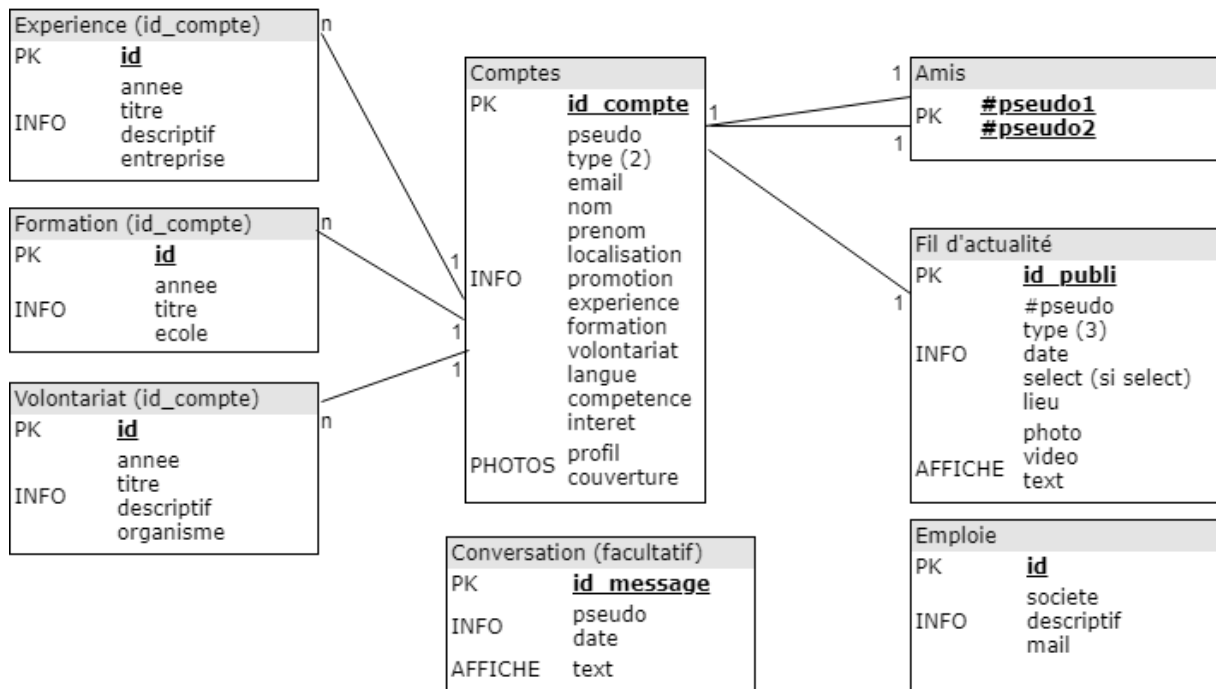 Experience (id_compte)
PK id
INFO
annee
titre
descriptif
entreprise
n
Formation (id_compte)
PK id
INFO
annee
titre
ecole
n
Volontariat (id_compte)
PK id
INFO
annee
titre
descriptif
organisme
n
1
1
1
Comptes
PK id_compte
INFO
pseudo
type (2)
email
nom
prenom
localisation
promotion
experience
formation
volontariat
langue
competence
interet
PHOTOS
profil
couverture
1
Conversation (facultatif)
PK id_message
INFO
pseudo
date
AFFICHE text
1
1
Amis
PK
#pseudo1
#pseudo2
1
Fil d'actualité
PK id_publi
INFO
#pseudo
type (3)
date
select (si select)
lieu
AFFICHE
photo
video
text
Emploie
PK id
INFO
societe
descriptif
mail